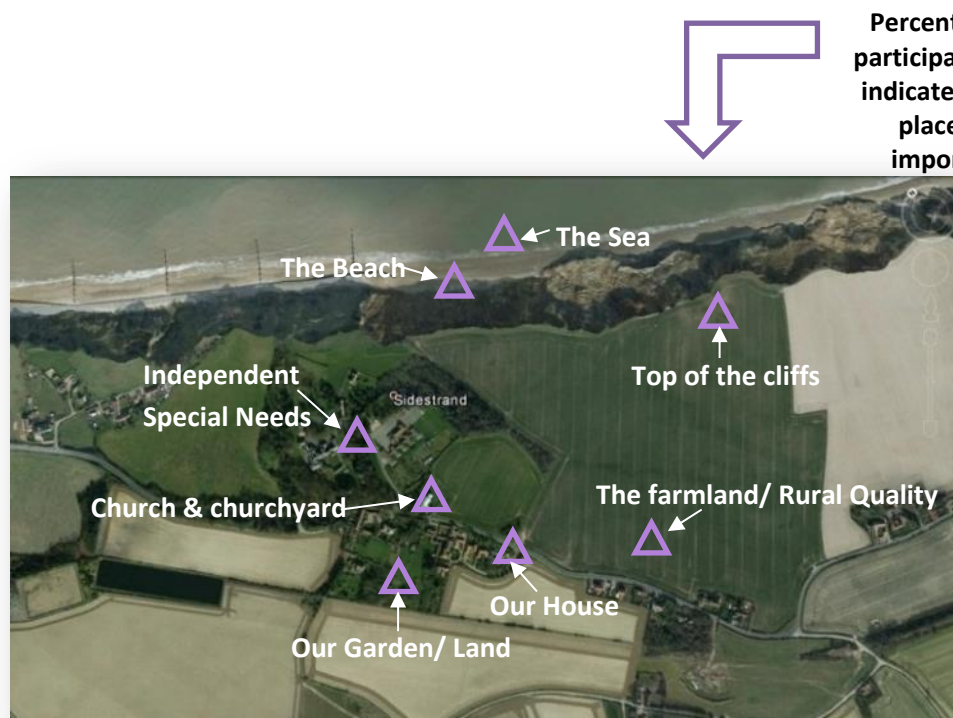 Percent
participa
indicate
place
impor
The Sea
The Beach
Independent
Special Needs
Top of the cliffs
Sidestrand
Church & churchyard
The farmland/ Rural Quality
Our House
Our Garden/ Land